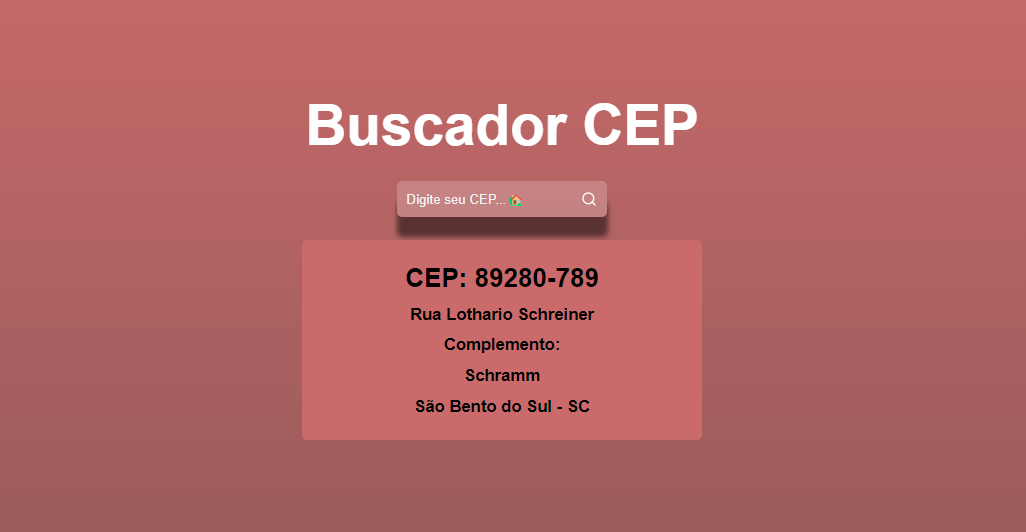 Buscador CEP
Digite seu CEP...🏡
CEP: 89280-789
Rua Lothario Schreiner
Complemento:
Schramm
São Bento do Sul - SC